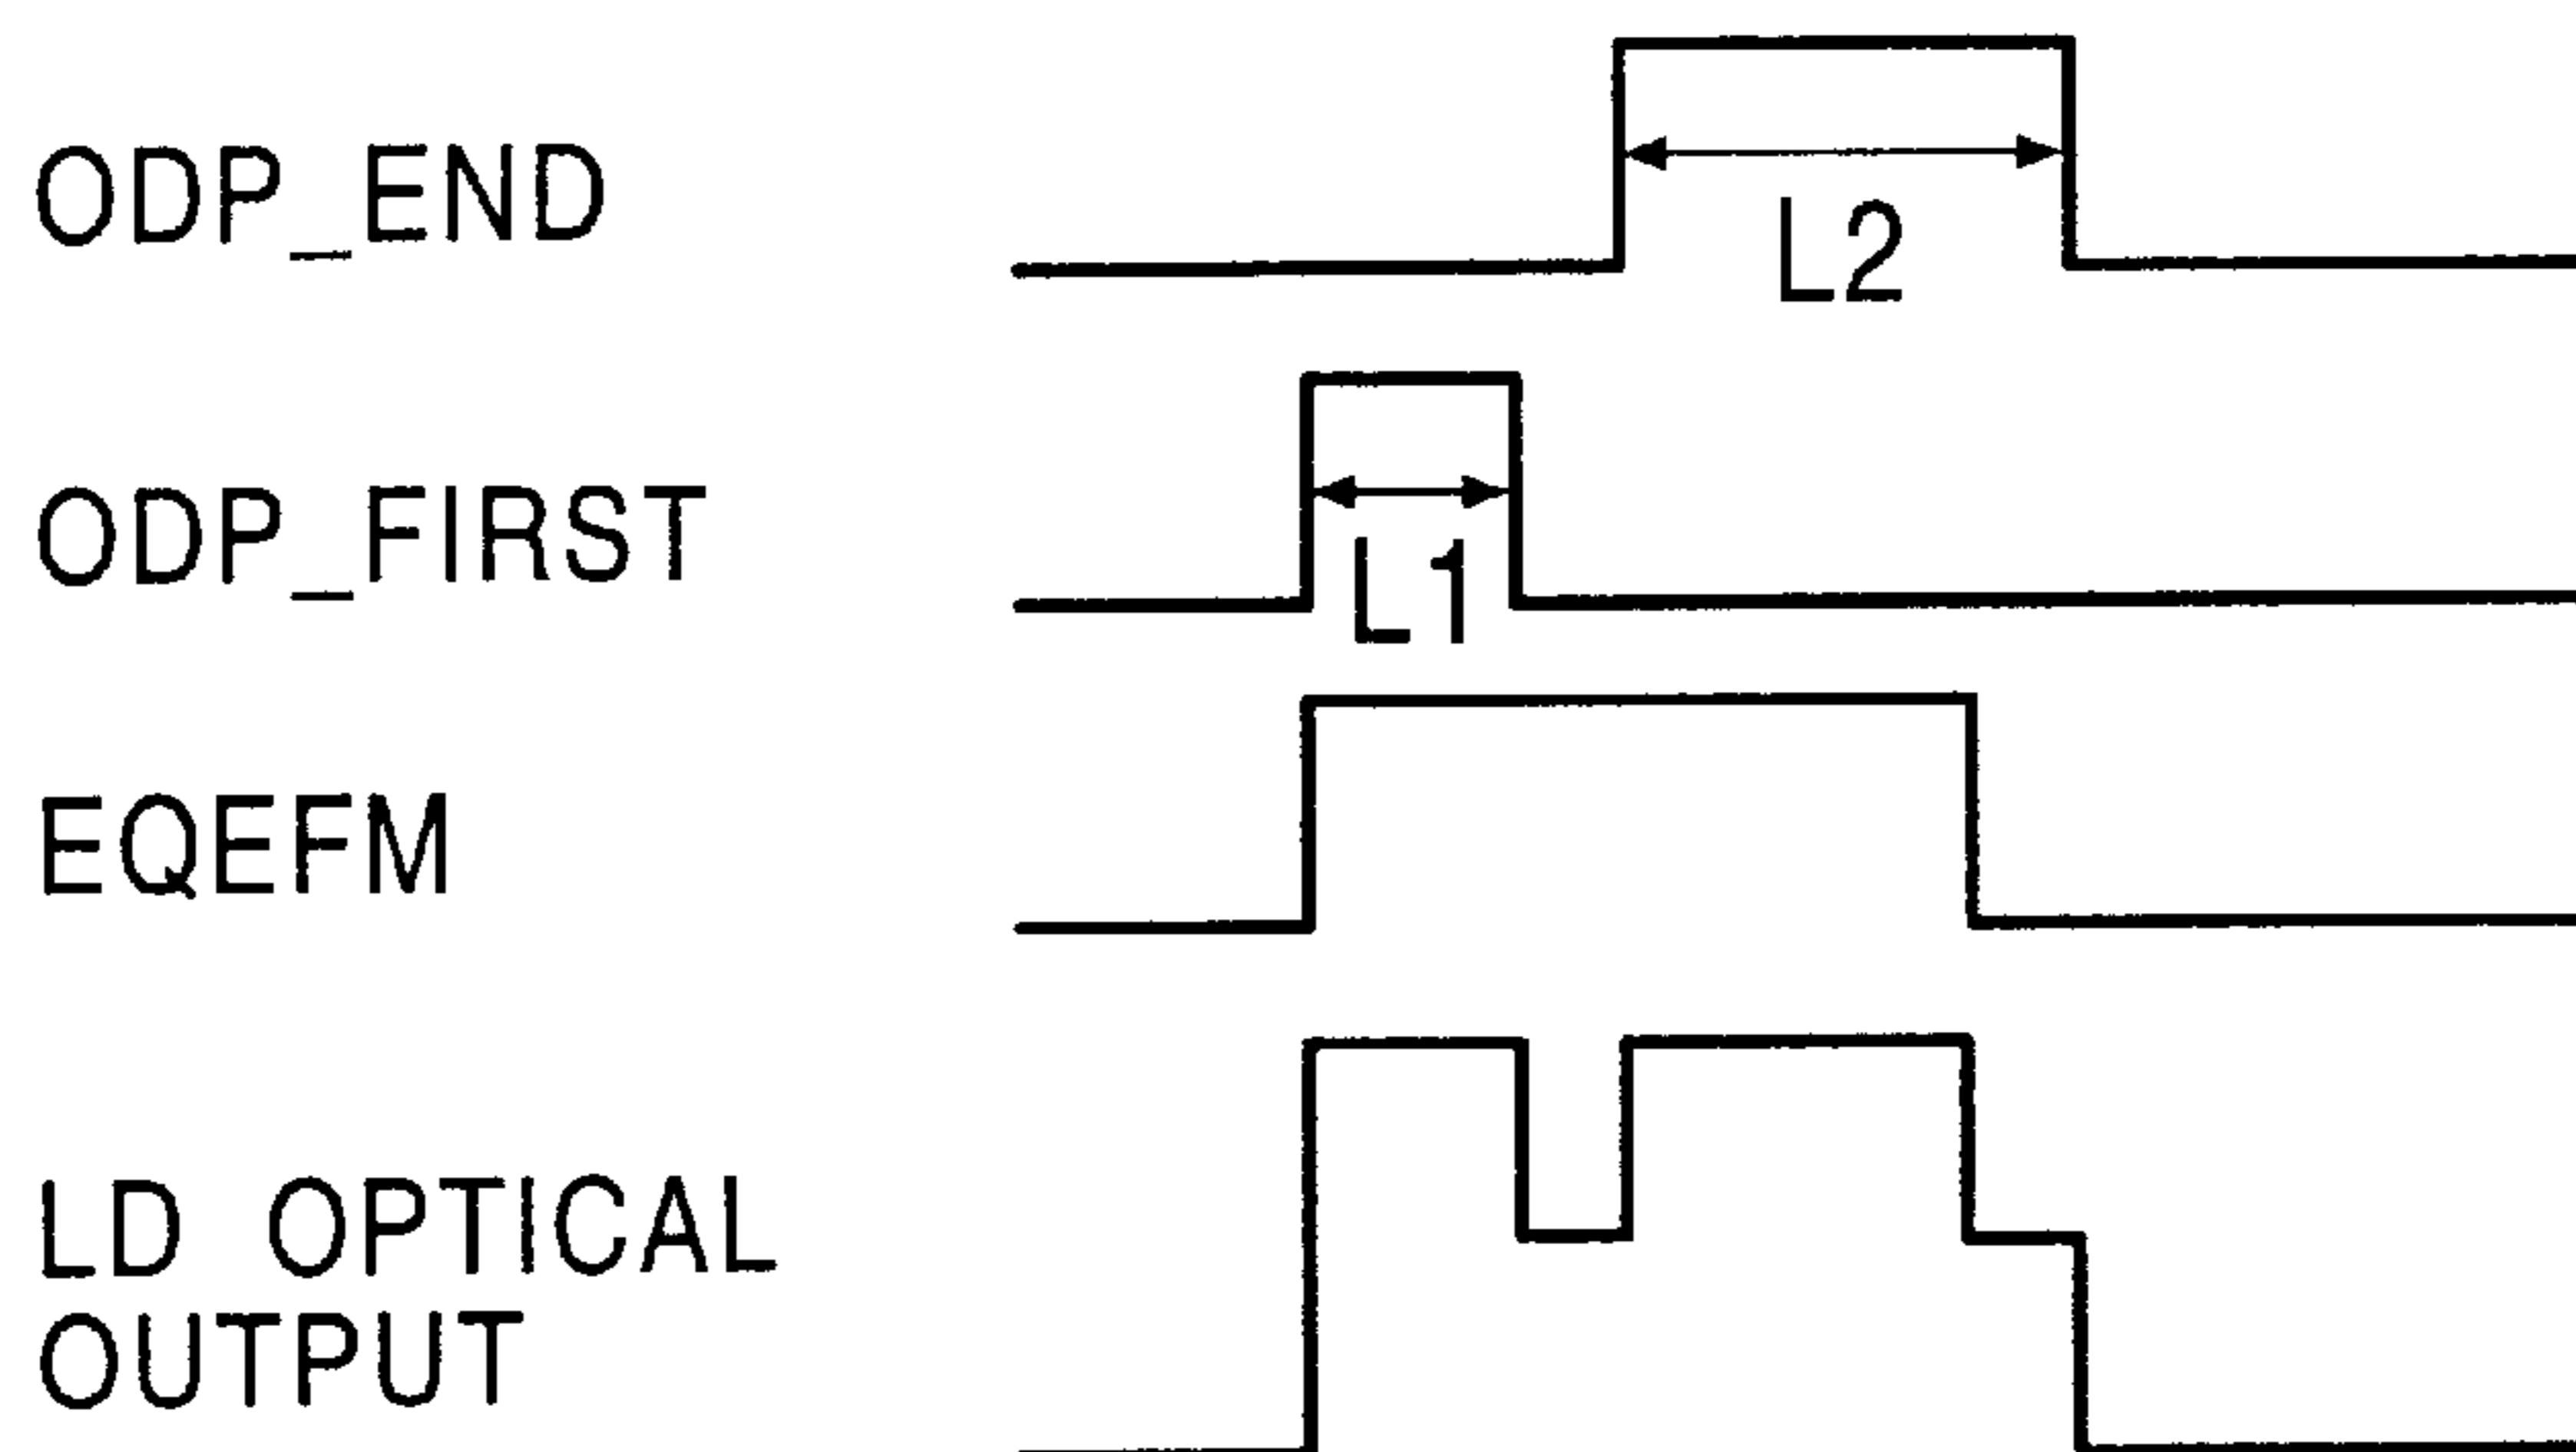 ODP_END
L2
ODP_FIRST
L1
EQEFM
LD OPTICAL
OUTPUT